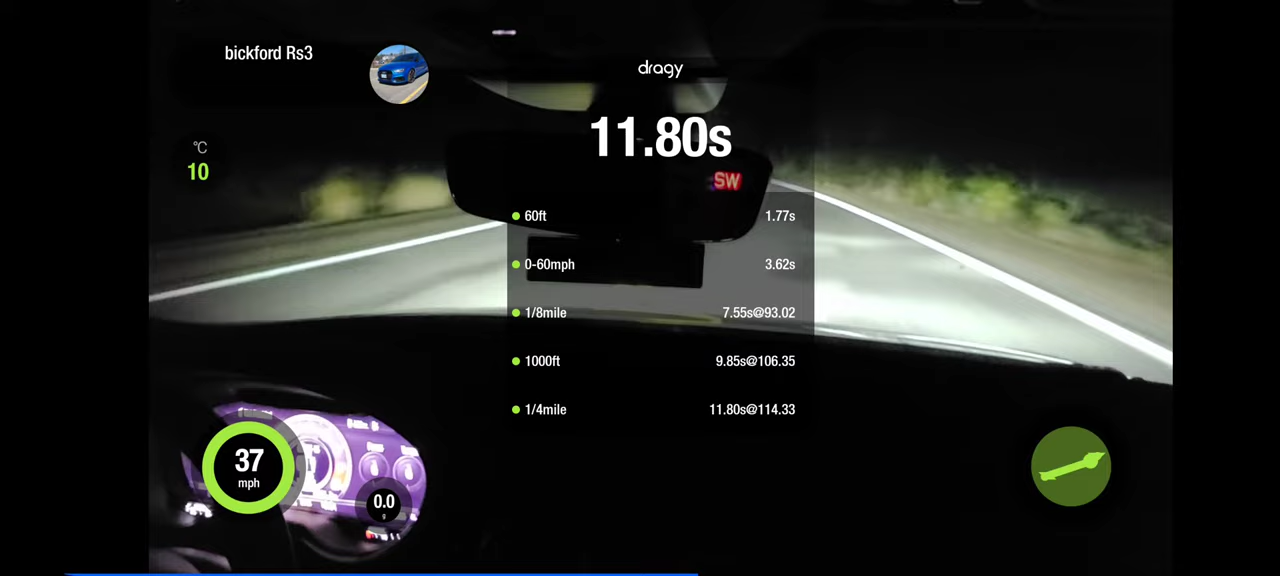 bickford Rs3
dragy
11.80s
°C
10
SW
60ft 1.77s
0-60mph 3.62s
1/8mile 7.55s@93.02
1000ft 9.85s@106.35
1/4mile 11.80s@114.33
37
mph
0.0
g